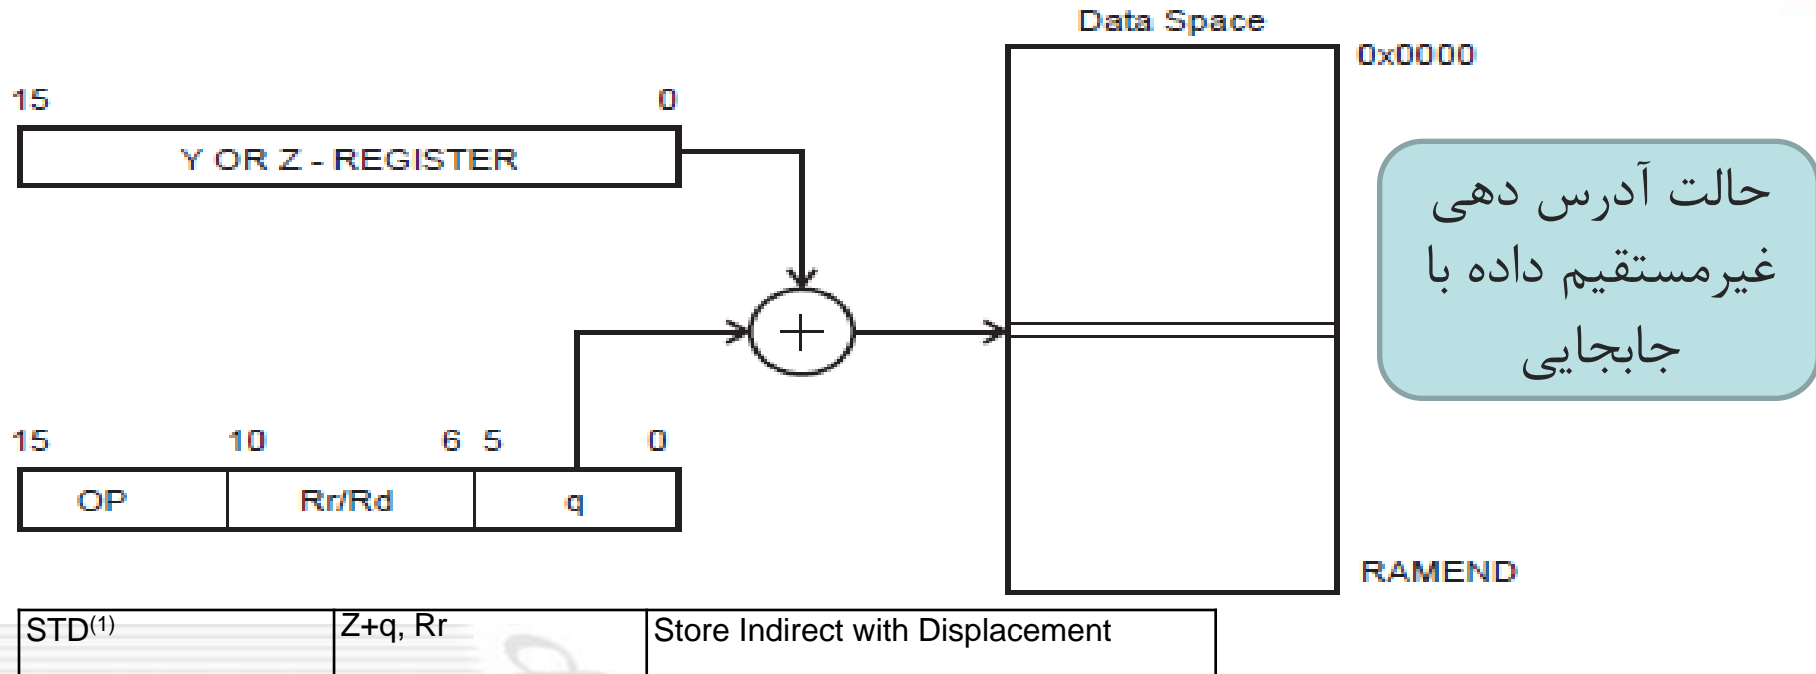 Data Space
0x0000
15 0
Y OR Z - REGISTER
حالت آدرس دهی
غیرمستقیم داده با
جابجایی
+
15 10 6 5 0
OP Rr/Rd q
RAMEND
STD(1) Z+q, Rr Store Indirect with Displacement